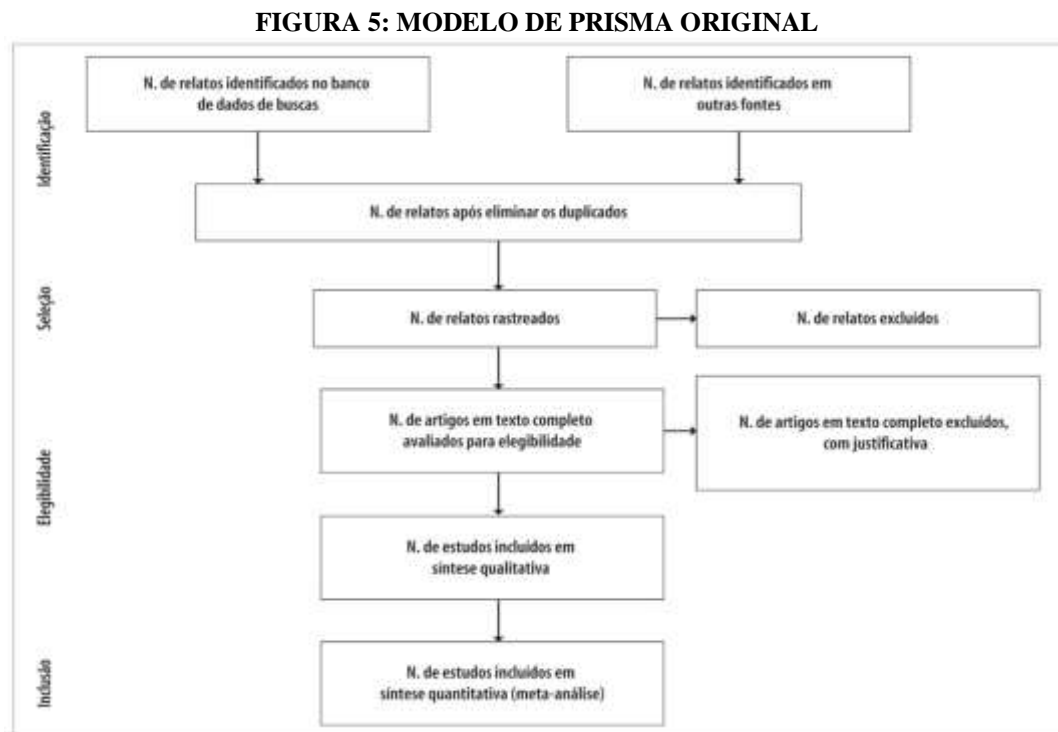 FIGURA 5: MODELO DE PRISMA ORIGINAL
Identificação
N. de relatos identificados no banco
de dados de buscas
N. de relatos identificados em
outras fontes
N. de relatos após eliminar os duplicados
Seleção
N. de relatos rastreados
N. de relatos excluídos
Elegibilidade
N. de artigos em texto completo
avaliados para elegibilidade
N. de artigos em texto completo excluídos,
com justificativa
N. de estudos incluídos em
síntese qualitativa
Inclusão
N. de estudos incluídos em
síntese quantitativa (meta-análise)